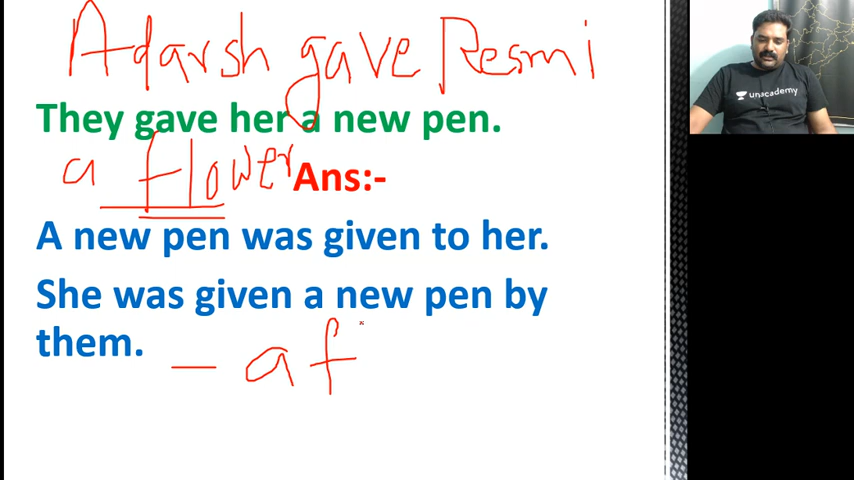 Adarsh gave Resmi
They gave her a new pen.
a flower
Ans:-
A new pen was given to her.
She was given a new pen by
them.
– a f
unacademy